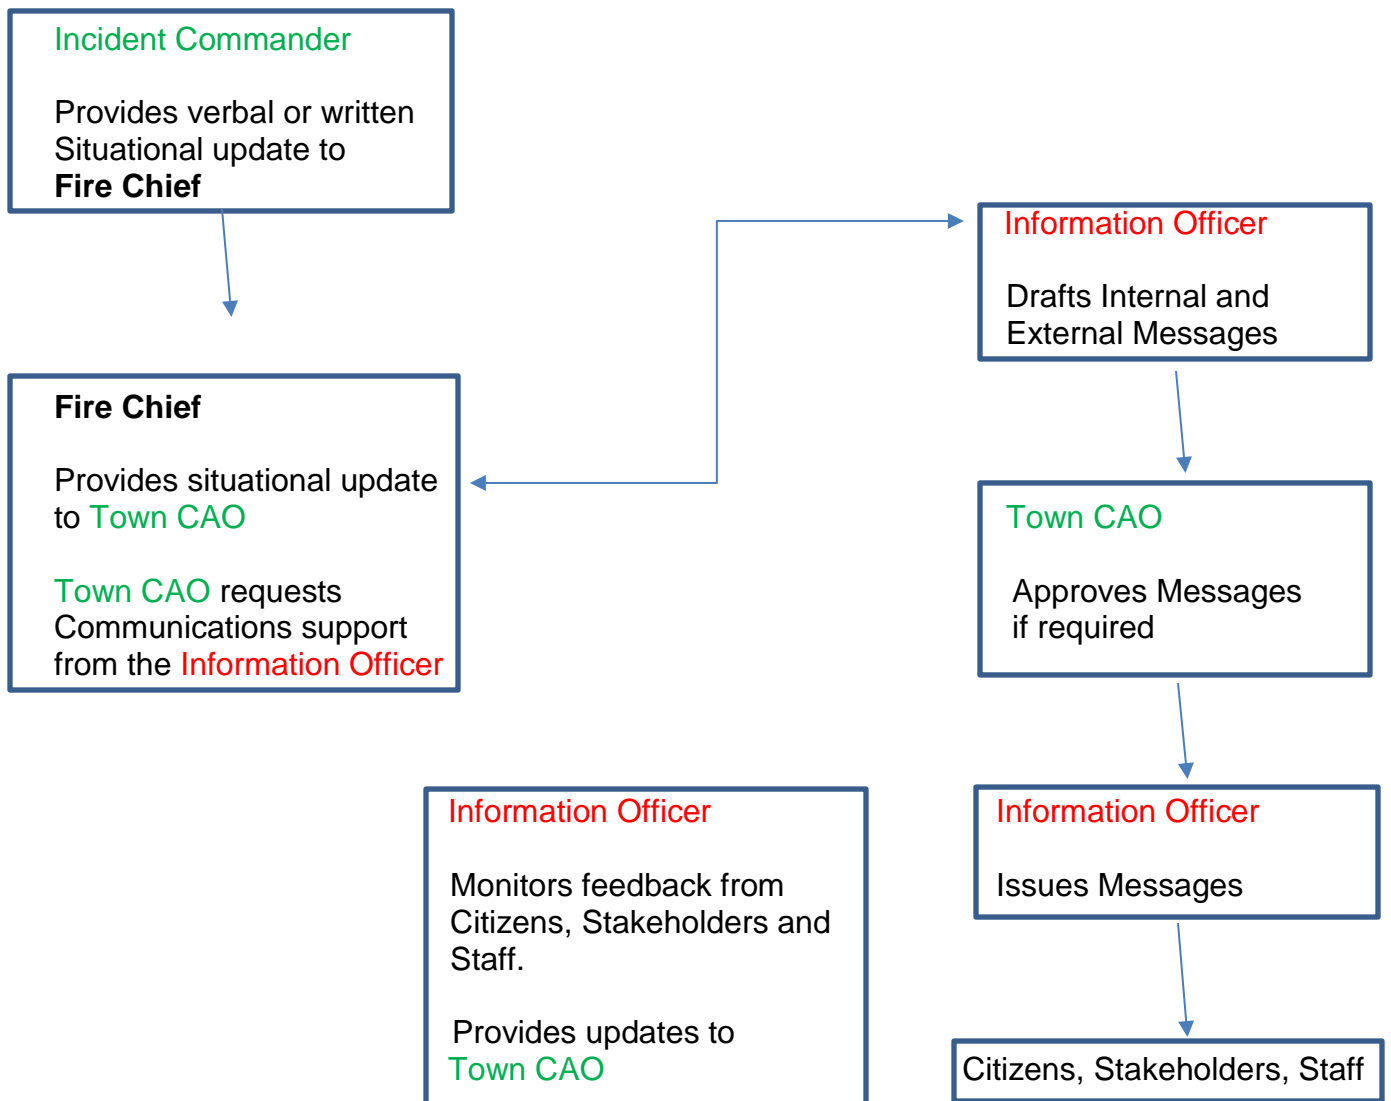 Incident Commander
Provides verbal or written
Situational update to
Fire Chief
Fire Chief
Provides situational update
to Town CAO
Town CAO requests
Communications support
from the Information Officer
Information Officer
Drafts Internal and
External Messages
Town CAO
Approves Messages
if required
Information Officer
Issues Messages
Citizens, Stakeholders, Staff
Information Officer
Monitors feedback from
Citizens, Stakeholders and
Staff.
Provides updates to
Town CAO